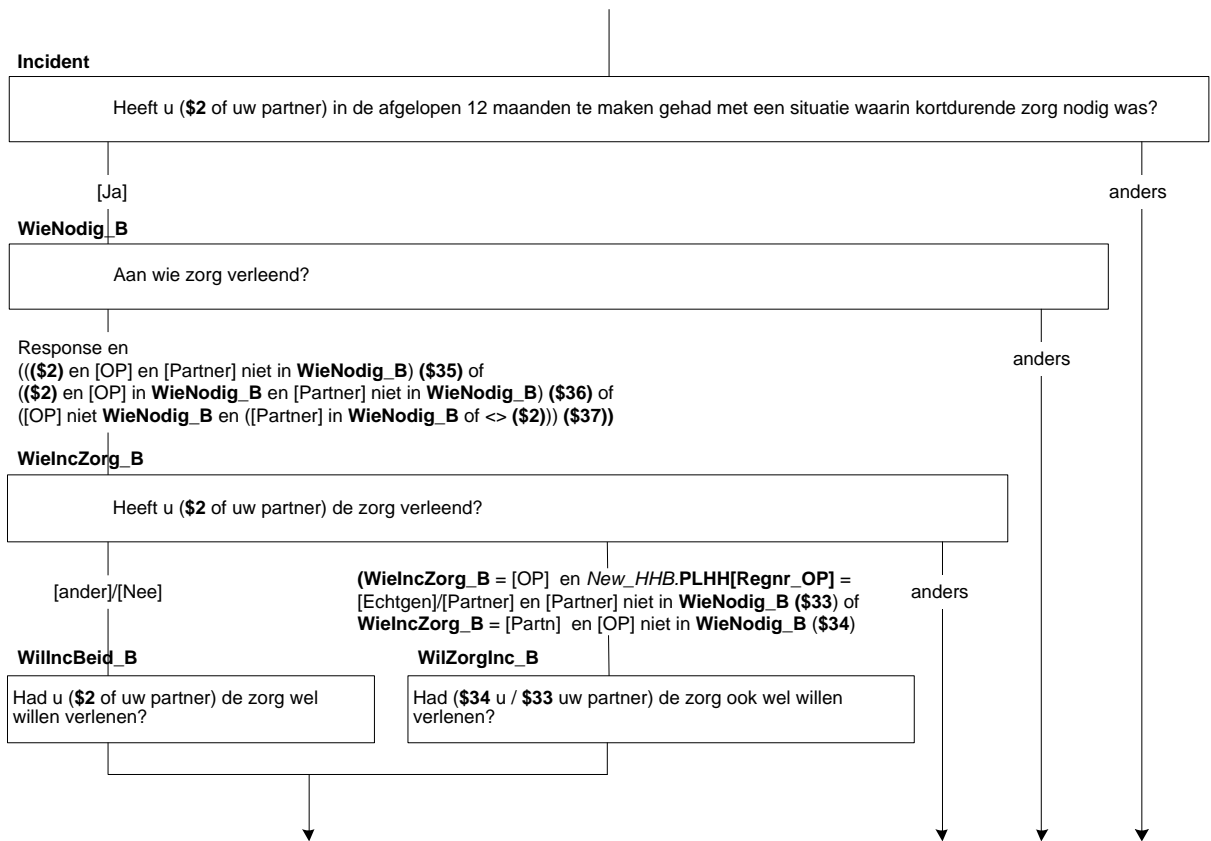 Incident
Heeft u ($2 of uw partner) in de afgelopen 12 maanden te maken gehad met een situatie waarin kortdurende zorg nodig was?
[Ja]
anders
WieNodig_B
Aan wie zorg verleend?
Response en
((($2) en [OP] en [Partner] niet in WieNodig_B) ($35) of
(($2) en [OP] in WieNodig_B en [Partner] niet in WieNodig_B) ($36) of
([OP] niet WieNodig_B en ([Partner] in WieNodig_B of <> ($2))) ($37))
anders
WieIncZorg_B
Heeft u ($2 of uw partner) de zorg verleend?
[ander]/[Nee]
(WieIncZorg_B = [OP] en New_HHB.PLHH[Regnr_OP] =
[Echtgen]/[Partner] en [Partner] niet in WieNodig_B ($33) of
WieIncZorg_B = [Partn] en [OP] niet in WieNodig_B ($34)
anders
WilIncBeid_B
Had u ($2 of uw partner) de zorg wel
willen verlenen?
WilZorgInc_B
Had ($34 u / $33 uw partner) de zorg ook wel willen
verlenen?